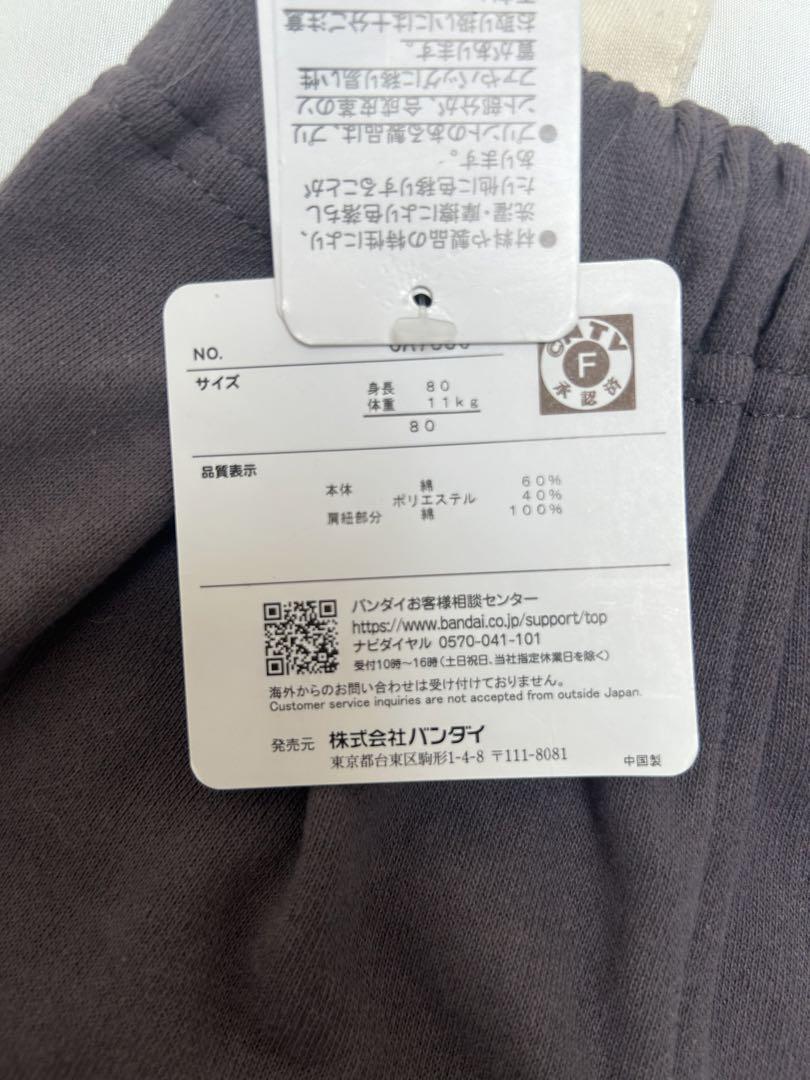 ●材料や製品の特性により、
洗濯・摩擦により色落ちし
たり他に色移りすることが
あります。
●プリントのある製品は、プリ
ント部分が、合成皮革のソ
ファやバッグに移り易い性
質があります。
お取り扱いには十分ご注意
NO.
サイズ
身長 80
体重 11kg
80
F
承認済
品質表示
本体 綿 60%
ポリエステル 40%
肩紐部分 綿 100%
バンダイお客様相談センター
https://www.bandai.co.jp/support/top
ナビダイヤル 0570-041-101
受付10時〜16時(土日祝日、当社指定休業日を除く)
海外からのお問い合わせは受け付けておりません。
Customer service inquiries are not accepted from outside Japan.
発売元 株式会社バンダイ
東京都台東区駒形1-4-8 〒111-8081
中国製